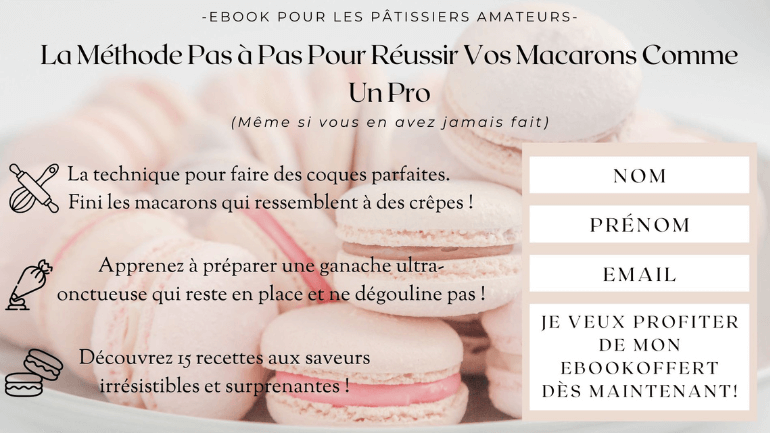 -EBOOK POUR LES PÂTISSIERS AMATEURS-
La Méthode Pas à Pas Pour Réussir Vos Macarons Comme
Un Pro
(Même si vous en avez jamais fait)
La technique pour faire des coques parfaites.
Fini les macarons qui ressemblent à des crêpes !
Apprenez à préparer une ganache ultra-
onctueuse qui reste en place et ne dégouline pas !
Découvrez 15 recettes aux saveurs
irrésistibles et surprenantes !
NOM
PRÉNOM
EMAIL
JE VEUX PROFITER
DE MON
EBOOKOFFERT
DÈS MAINTENANT!